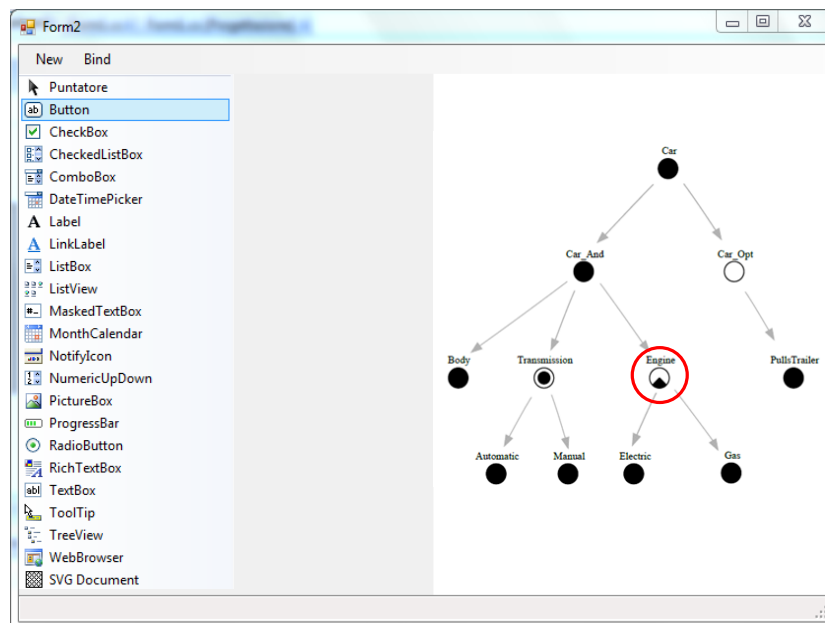 Form2
New Bind
Puntatore
Button
CheckBox
CheckedListBox
ComboBox
DateTimePicker
A Label
A LinkLabel
ListBox
ListView
MaskedTextBox
MonthCalendar
NotifyIcon
NumericUpDown
PictureBox
ProgressBar
RadioButton
RichTextBox
TextBox
ToolTip
TreeView
WebBrowser
SVG Document
Car
Car_And Car_Opt
Body Transmission Engine PullsTrailer
Automatic Manual Electric Gas